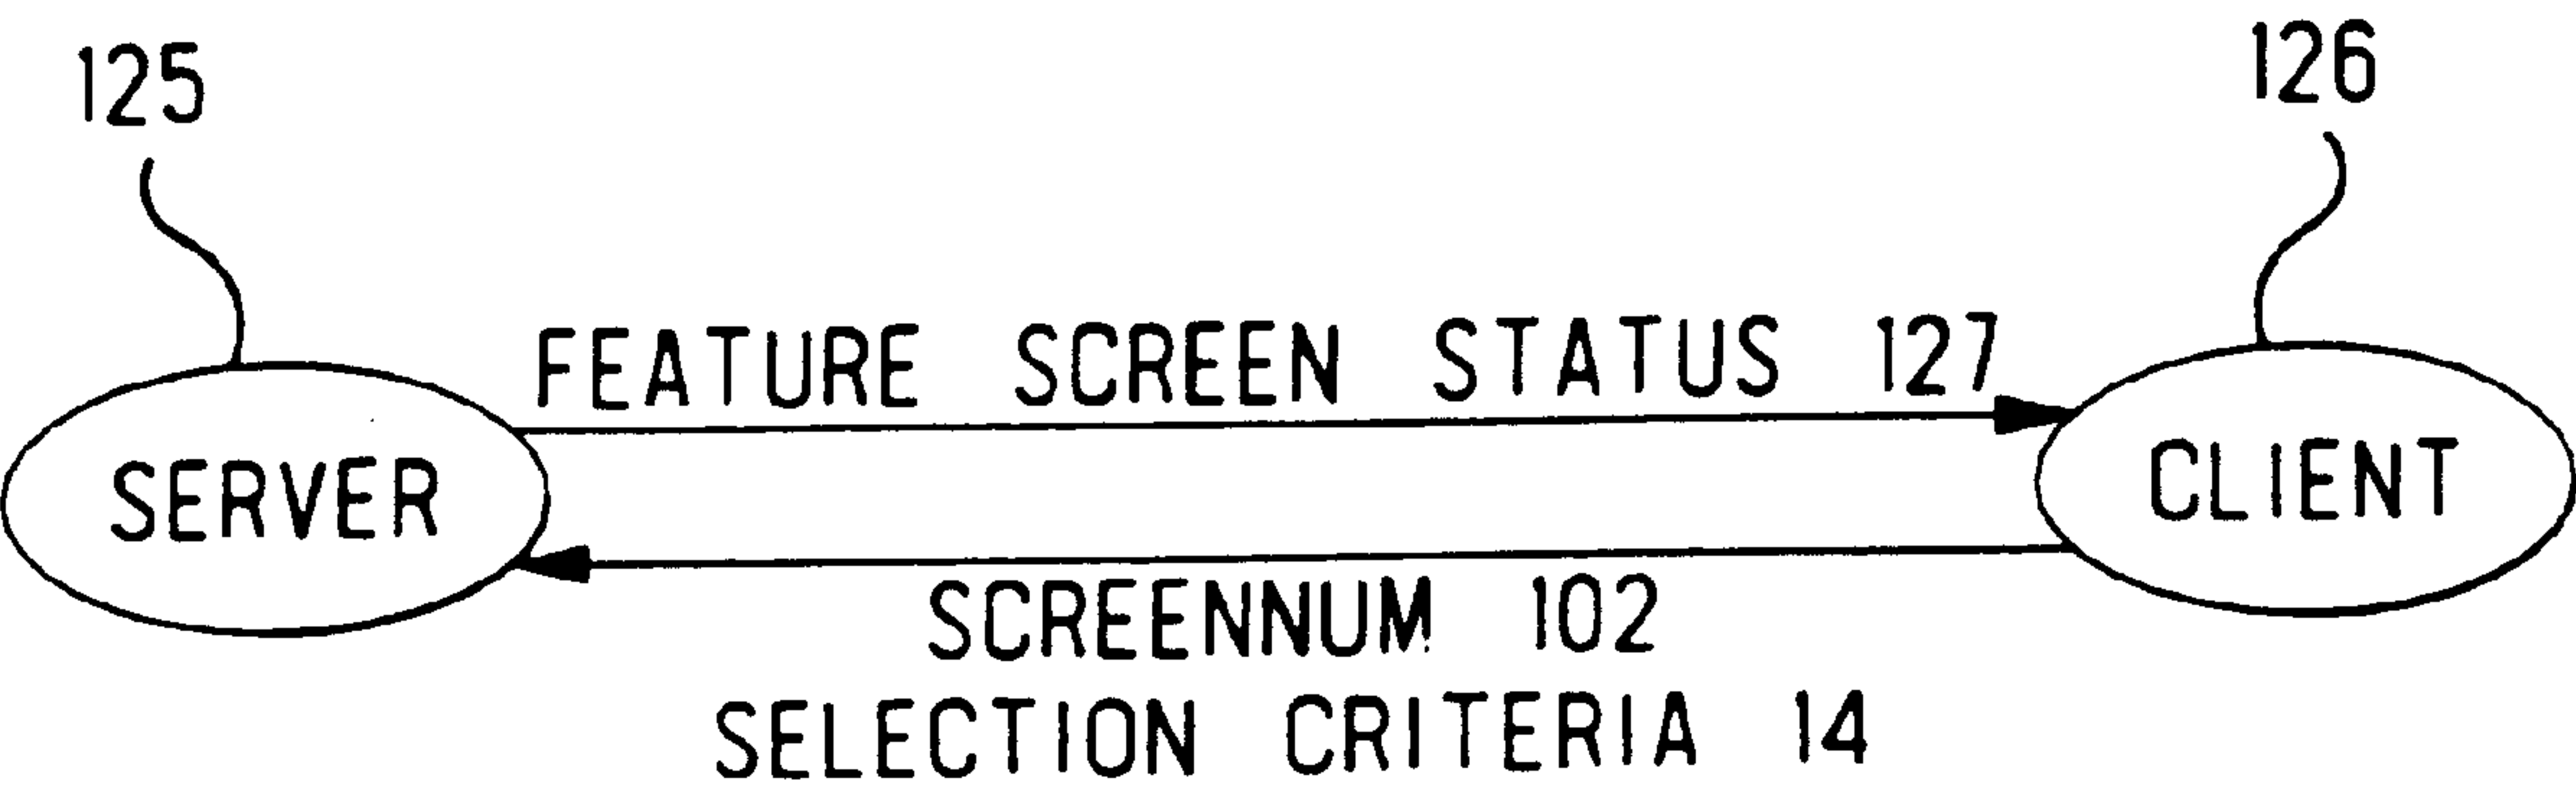 125
126
FEATURE SCREEN STATUS 127
SERVER
CLIENT
SCREENNUM 102
SELECTION CRITERIA 14